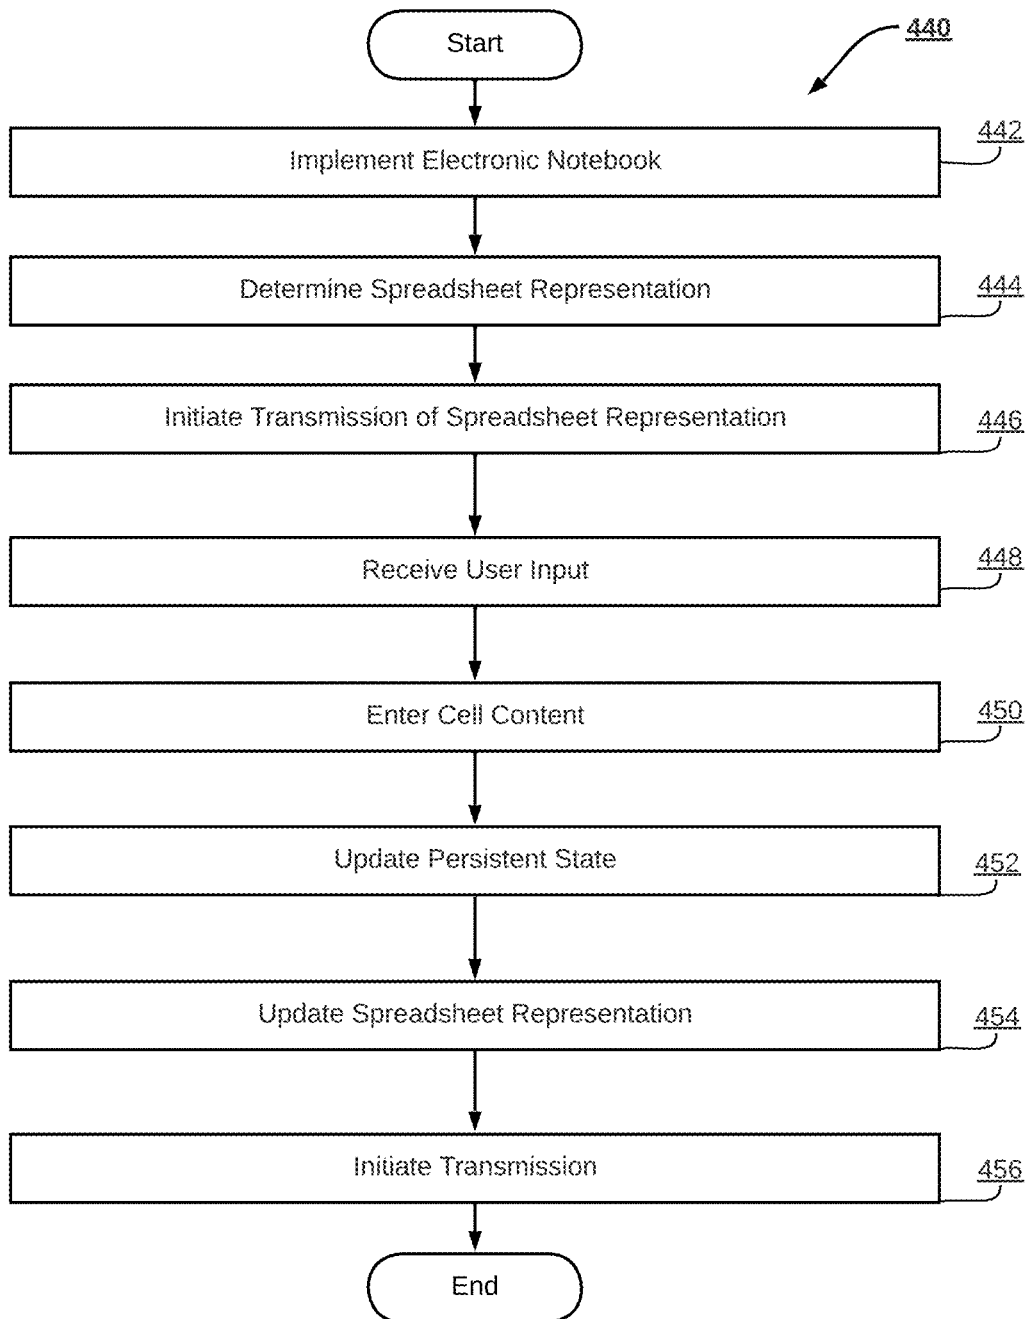 Start
440
Implement Electronic Notebook
442
Determine Spreadsheet Representation
444
Initiate Transmission of Spreadsheet Representation
446
Receive User Input
448
Enter Cell Content
450
Update Persistent State
452
Update Spreadsheet Representation
454
Initiate Transmission
456
End